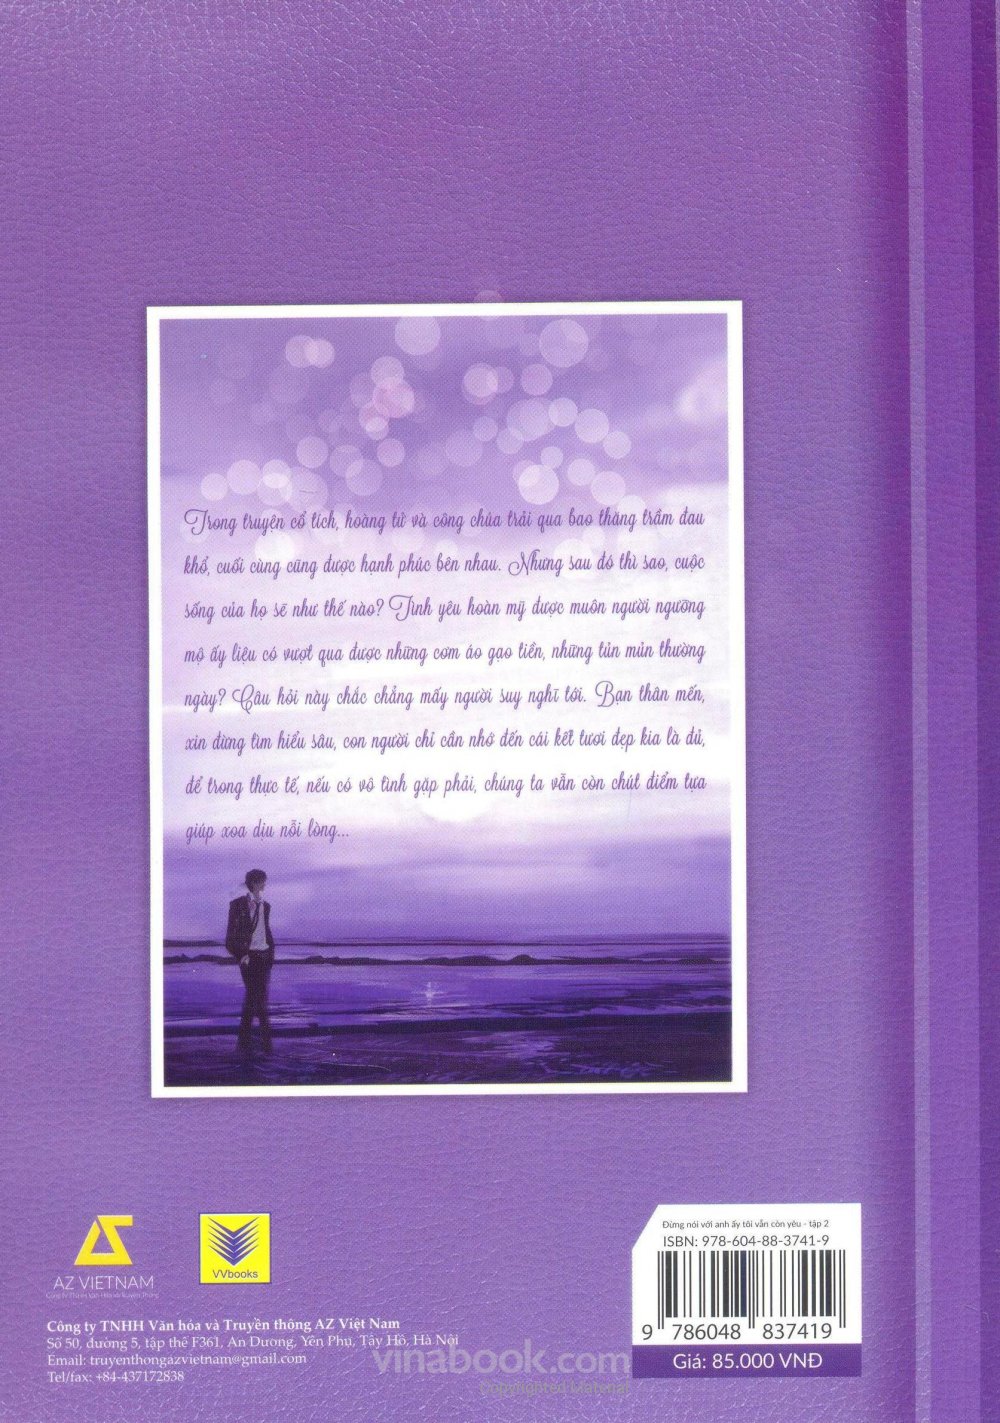 Trong truyện cổ tích, hoàng tử và công chúa trải qua bao thăng trầm đau
khổ, cuối cùng cũng được hạnh phúc bên nhau. Nhưng sau đó thì sao, cuộc
sống của họ sẽ như thế nào? Tình yêu hoàn mỹ được muôn người ngưỡng
mộ ấy liệu có vượt qua được những cơm áo gạo tiền, những tủn mủn thường
ngày? Câu hỏi này chắc chẳng mấy người suy nghĩ tới. Bạn thân mến,
xin đừng tìm hiểu sâu, con người chỉ cần nhớ đến cái kết tươi đẹp kia là đủ,
để trong thực tế, nếu có vô tình gặp phải, chúng ta vẫn còn chút điểm tựa
giúp xoa dịu nỗi lòng...
AZ VIETNAM
Công ty TNHH Văn Hóa và Truyền Thông
VVbooks
Công ty TNHH Văn hóa và Truyền thông AZ Việt Nam
Số 50, đường 5, tập thể F361, An Dương, Yên Phụ, Tây Hồ, Hà Nội
Email: truyenthongazvietnam@gmail.com
Tel/fax: +84-437172838
vinabook.com
Copyrighted Material
Đừng nói với anh ấy tôi vẫn còn yêu - tập 2
ISBN: 978-604-88-3741-9
9 786048 837419
Giá: 85.000 VNĐ